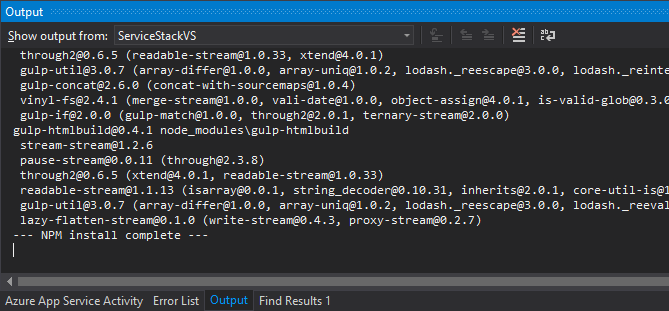 Output
Show output from: ServiceStackVS
through2@0.6.5 (readable-stream@1.0.33, xtend@4.0.1)
gulp-util@3.0.7 (array-differ@1.0.0, array-uniq@1.0.2, lodash._reescape@3.0.0, lodash._reinte
gulp-concat@2.6.0 (concat-with-sourcemaps@1.0.4)
vinyl-fs@2.4.1 (merge-stream@1.0.0, vali-date@1.0.0, object-assign@4.0.1, is-valid-glob@0.3.0
gulp-if@2.0.0 (gulp-match@1.0.0, through2@2.0.1, ternary-stream@2.0.0)
gulp-htmlbuild@0.4.1 node_modules\gulp-htmlbuild
stream-stream@1.2.6
pause-stream@0.0.11 (through@2.3.8)
through2@0.6.5 (xtend@4.0.1, readable-stream@1.0.33)
readable-stream@1.1.13 (isarray@0.0.1, string_decoder@0.10.31, inherits@2.0.1, core-util-is@1
gulp-util@3.0.7 (array-differ@1.0.0, array-uniq@1.0.2, lodash._reescape@3.0.0, lodash._reeval
lazy-flatten-stream@0.1.0 (write-stream@0.4.3, proxy-stream@0.2.7)
--- NPM install complete ---
Azure App Service Activity Error List Output Find Results 1